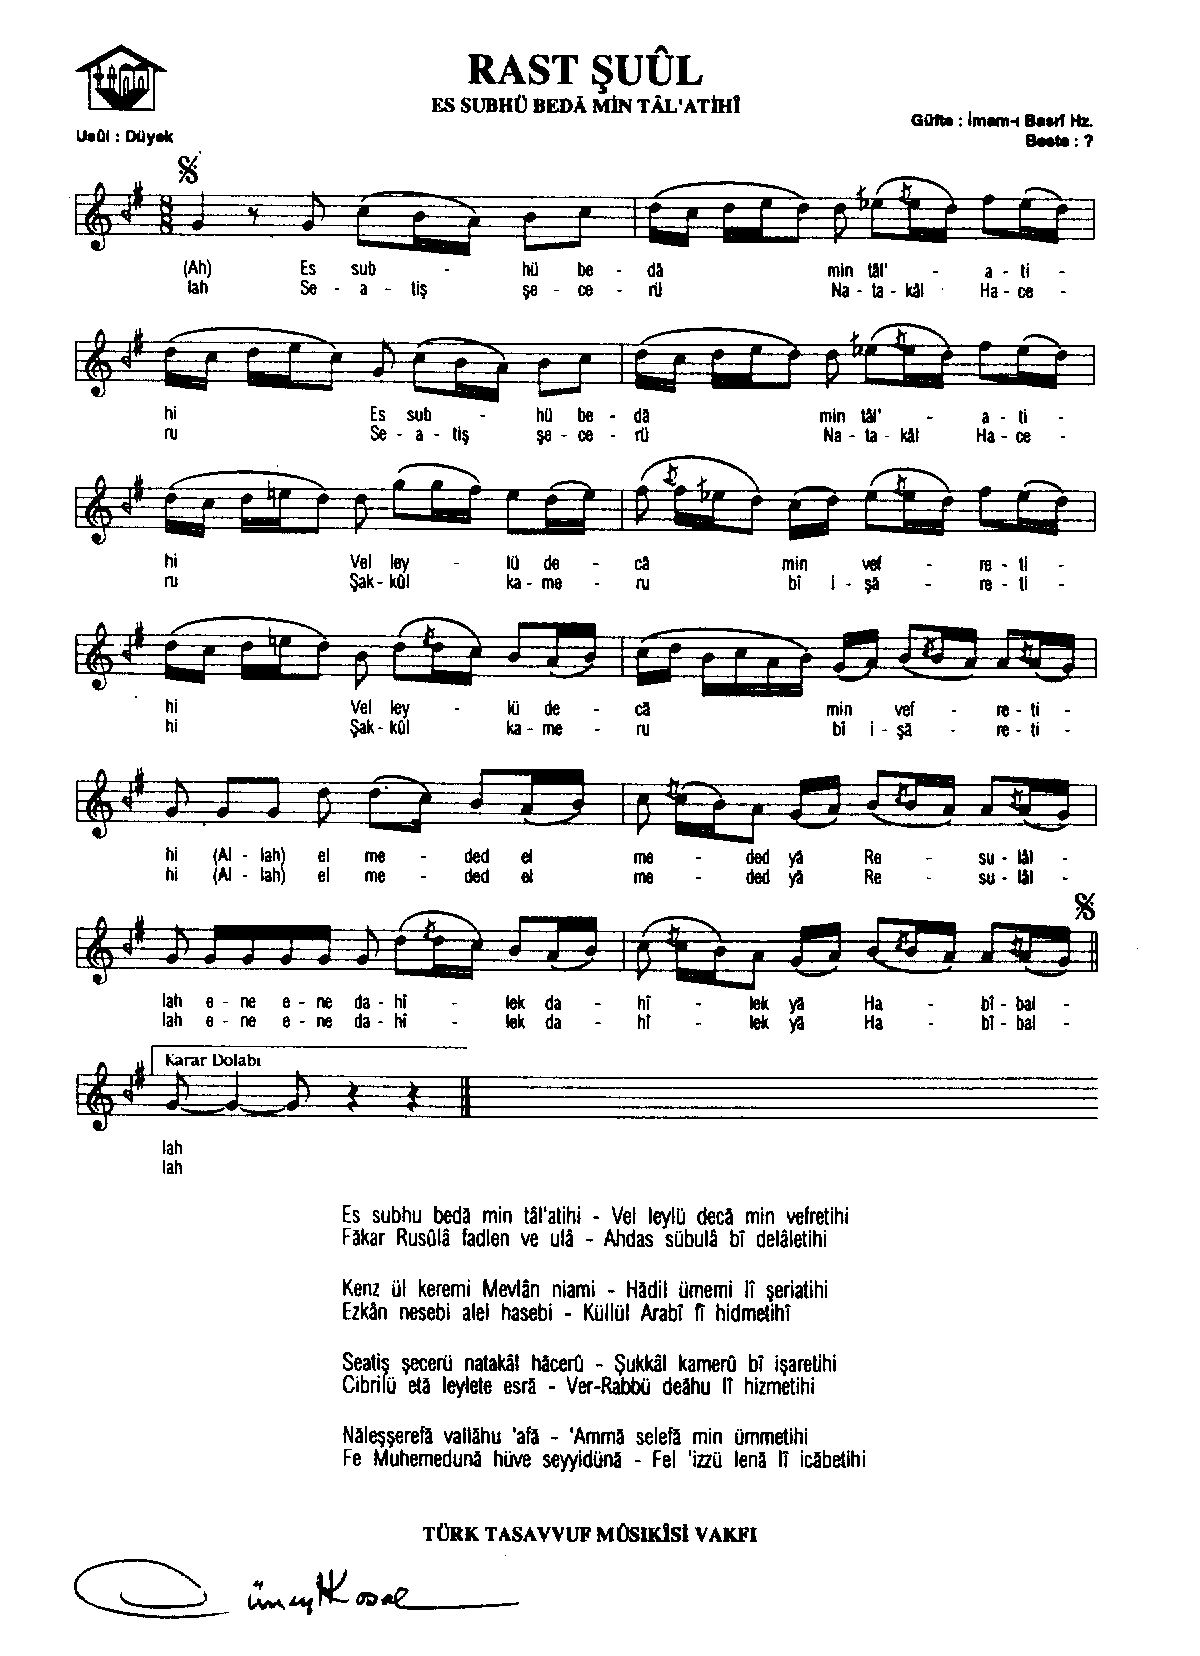 RAST ŞUÛL
ES SUBHÜ BEDÂ MİN TÂL'ATİHÎ
Usûl : Düyek
Güfte : İmam-ı Basrî Hz.
Beste : ?
(Ah) Es sub - hü be - dâ min tâl' - a - ti -
lah Se - a - tiş şe - ce - rü Na - ta - kâl Ha - ce -
hi Es sub - hü be - dâ min tâl' - a - ti -
ru Se - a - tiş şe - ce - rü Na - ta - kâl Ha - ce -
hi Vel ley - lü de - câ min vef - re - ti -
ru Şak - kûl ka - me - ru bî i - şâ - re - ti -
hi Vel ley - lü de - câ min vef - re - ti -
hi Şak - kûl ka - me - ru bî i - şâ - re - ti -
hi (Al - lah) el me - ded el me - ded yâ Re - su - lâl -
hi (Al - lah) el me - ded el me - ded yâ Re - su - lâl -
lah e - ne e - ne da - hî - lek da - hî - lek yâ Ha - bî - bal -
lah e - ne e - ne da - hî - lek da - hî - lek yâ Ha - bî - bal -
Karar Dolabı
lah
lah
Es subhu bedâ min tâl'atihi - Vel leylü decâ min vefretihi
Fâkar Rusûlâ fadlen ve ulâ - Ahdas sübulâ bî delâletihi
Kenz ül keremi Mevlân niami - Hâdil ümemi lî şeriatihi
Ezkân nesebi alel hasebi - Küllül Arabî fî hidmetihî
Seatiş şecerü natakât hâcerû - Şukkâl kamerû bî işaretihi
Cibrilü etâ leylete esrâ - Ver-Rabbü deâhu lî hizmetihi
Nâleşşerefâ vallâhu 'afâ - 'Ammâ selefâ min ümmetihi
Fe Muhemedunâ hüve seyyidünâ - Fel 'izzü lenâ lî icâbetihi
TÜRK TASAVVUF MÛSIKÎSİ VAKFI
Cüneyt Kosal